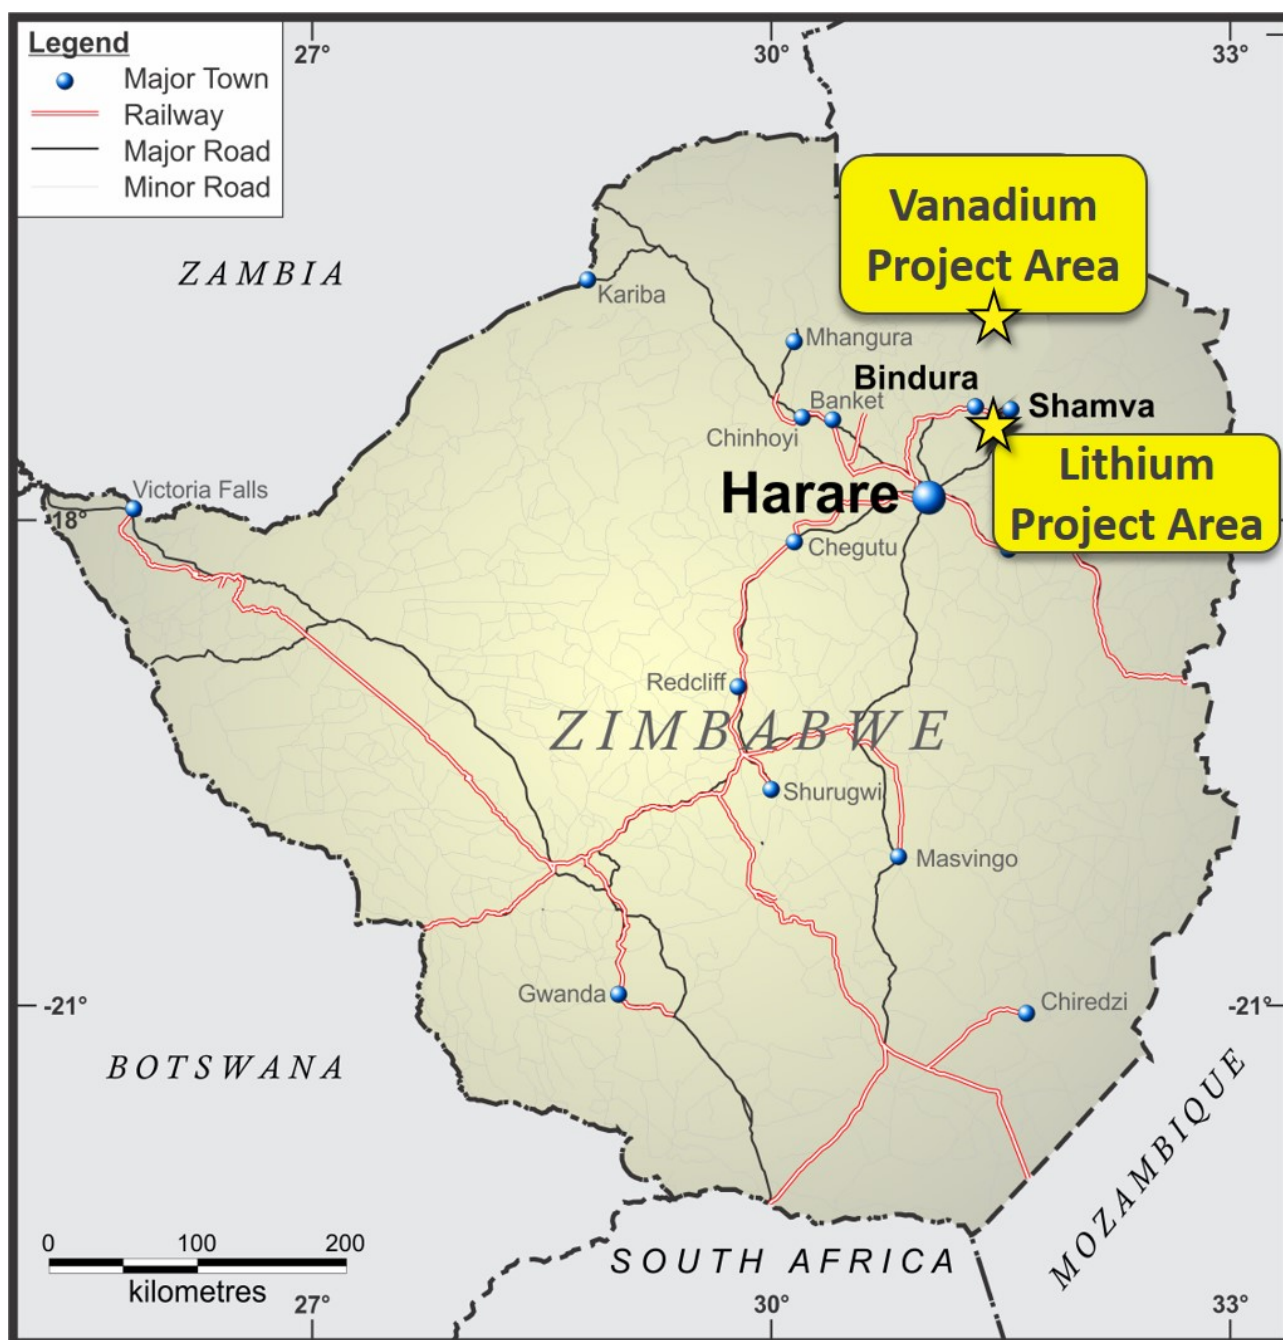 Legend
Major Town
Railway
Major Road
Minor Road
27°
30°
33°
ZAMBIA
Vanadium
Project Area
Kariba
Mhangura
Bindura
Banket
Shamva
Chinhoyi
Lithium
Project Area
Harare
Victoria Falls
-18°
Chegutu
Redcliff
ZIMBABWE
Shurugwi
Masvingo
Gwanda
Chiredzi
-21°
-21°
BOTSWANA
MOZAMBIQUE
SOUTH AFRICA
0 100 200
kilometres
27°
30°
33°